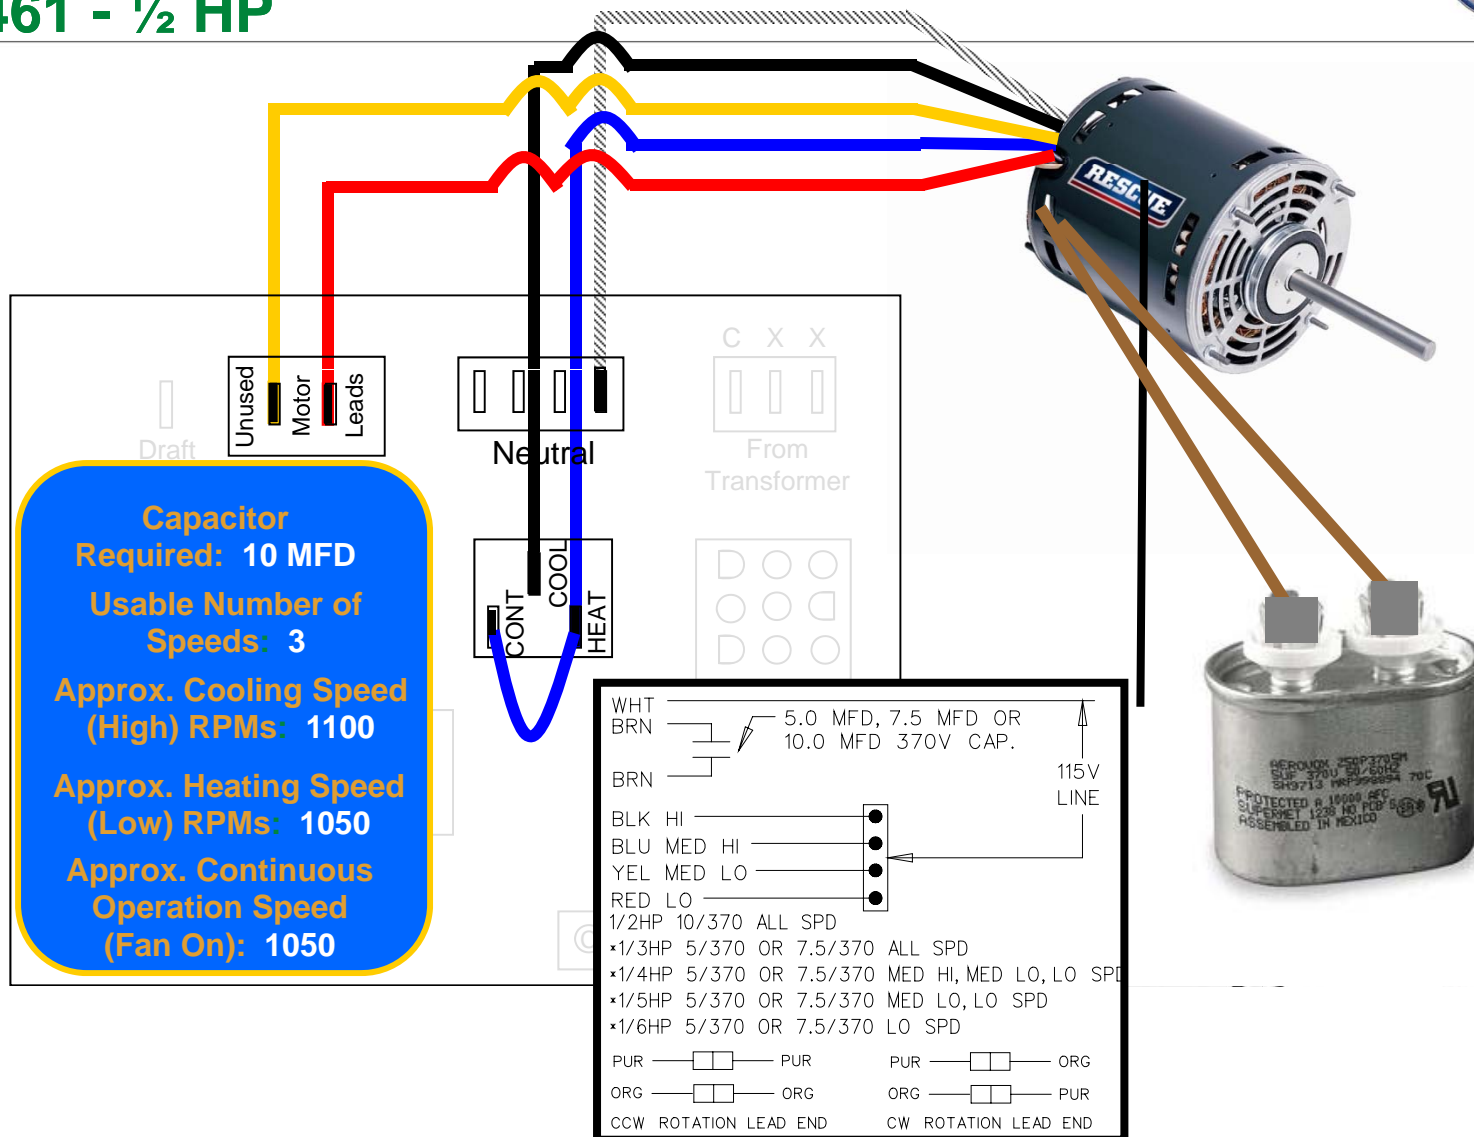 461 - ½ HP
RESCUE
C X X
Unused
Motor
Leads
Draft
Neutral
From
Transformer
Capacitor
Required: 10 MFD
Usable Number of
Speeds: 3
Approx. Cooling Speed
(High) RPMs: 1100
Approx. Heating Speed
(Low) RPMs: 1050
Approx. Continuous
Operation Speed
(Fan On): 1050
CONT
COOL
HEAT
WHT
BRN
5.0 MFD, 7.5 MFD OR
10.0 MFD 370V CAP.
BRN
115V
LINE
BLK HI
BLU MED HI
YEL MED LO
RED LO
1/2HP 10/370 ALL SPD
*1/3HP 5/370 OR 7.5/370 ALL SPD
*1/4HP 5/370 OR 7.5/370 MED HI, MED LO, LO SPD
*1/5HP 5/370 OR 7.5/370 MED LO, LO SPD
*1/6HP 5/370 OR 7.5/370 LO SPD
PUR PUR PUR ORG
ORG ORG ORG PUR
CCW ROTATION LEAD END CW ROTATION LEAD END
AEROVOX
5UF 370V 50/60HZ
PROTECTED A 10000 AFC
ASSEMBLED IN MEXICO